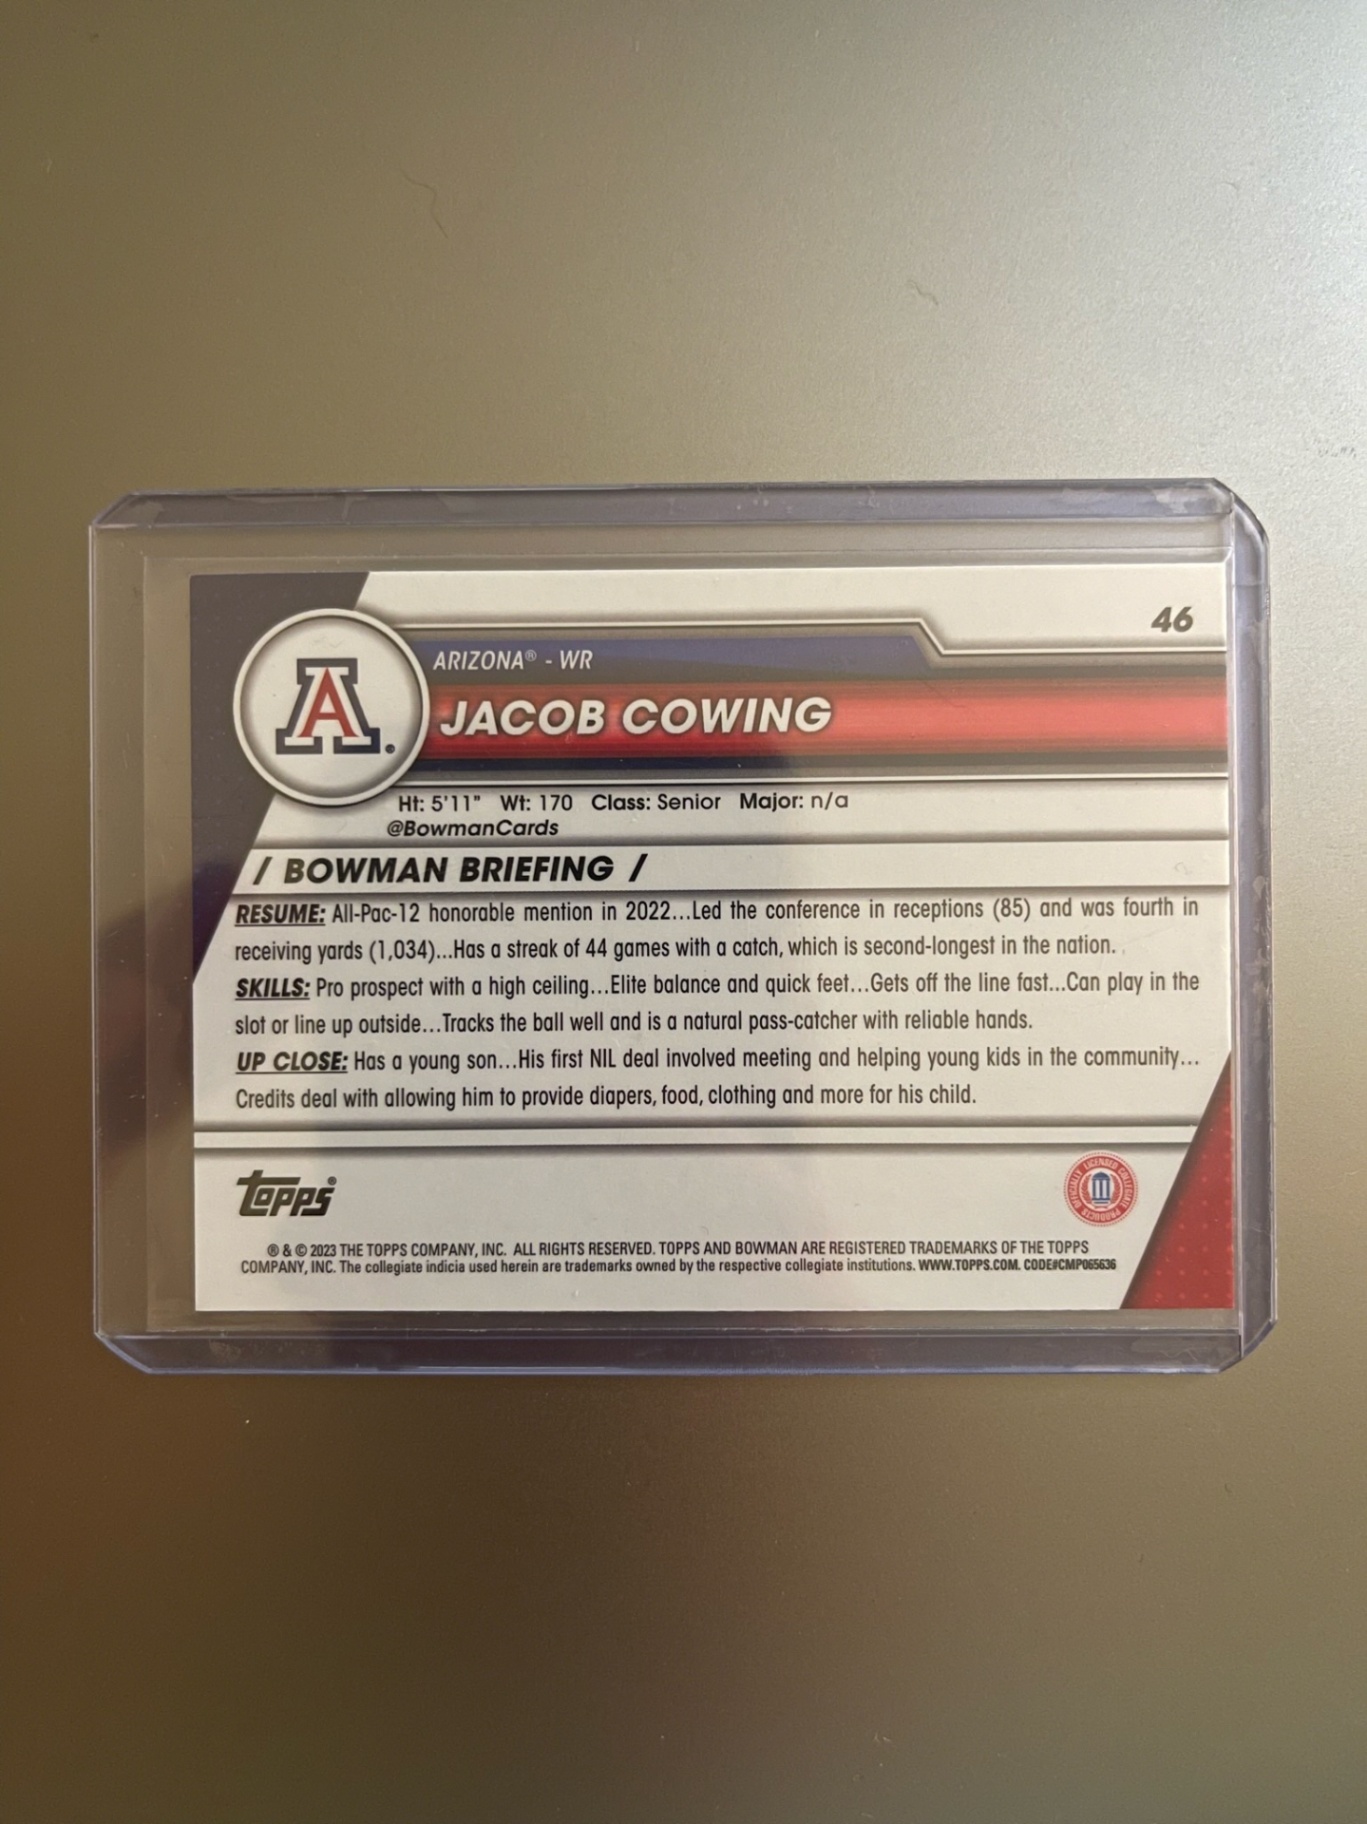 46
ARIZONA® - WR
JACOB COWING
A®
Ht: 5'11" Wt: 170 Class: Senior Major: n/a
@BowmanCards
/ BOWMAN BRIEFING /
RESUME: All-Pac-12 honorable mention in 2022...Led the conference in receptions (85) and was fourth in
receiving yards (1,034)...Has a streak of 44 games with a catch, which is second-longest in the nation.
SKILLS: Pro prospect with a high ceiling...Elite balance and quick feet...Gets off the line fast...Can play in the
slot or line up outside...Tracks the ball well and is a natural pass-catcher with reliable hands.
UP CLOSE: Has a young son...His first NIL deal involved meeting and helping young kids in the community...
Credits deal with allowing him to provide diapers, food, clothing and more for his child.
topps®
OFFICIALLY LICENSED COLLEGIATE PRODUCTS
® & © 2023 THE TOPPS COMPANY, INC. ALL RIGHTS RESERVED. TOPPS AND BOWMAN ARE REGISTERED TRADEMARKS OF THE TOPPS
COMPANY, INC. The collegiate indicia used herein are trademarks owned by the respective collegiate institutions. WWW.TOPPS.COM. CODE#CMP065636